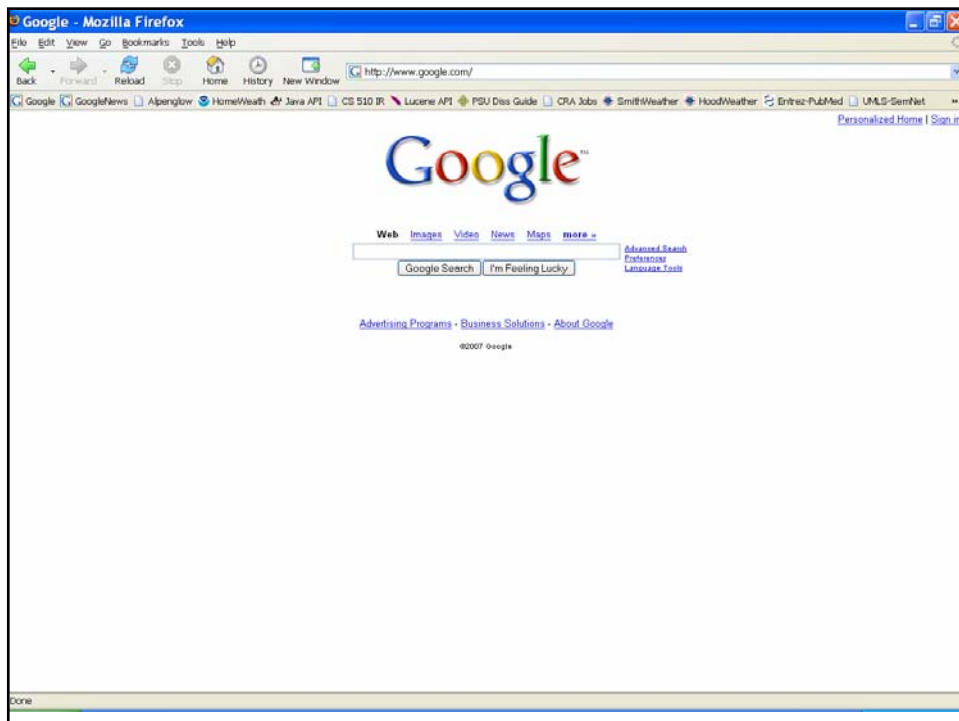 Google - Mozilla Firefox
File Edit View Go Bookmarks Tools Help
Back Forward Reload Stop Home History New Window http://www.google.com/
Google GoogleNews Alpenglow HomeWeath Java API CS 510 IR Lucene API PSU Diss Guide CRA Jobs SmithWeather HoodWeather Entrez-PubMed UMLS-SemNet »
Personalized Home | Sign in
Google™
Web Images Video News Maps more »
Advanced Search
Google Search I'm Feeling Lucky Preferences
Language Tools
Advertising Programs - Business Solutions - About Google
©2007 Google
Done